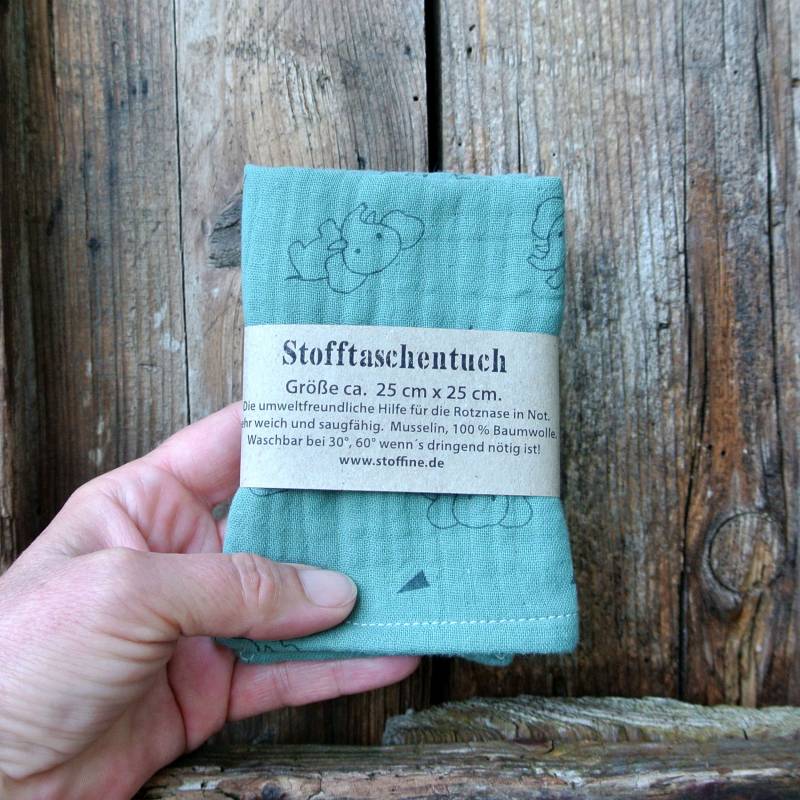 Stofftaschentuch
Größe ca. 25 cm x 25 cm.
Die umweltfreundliche Hilfe für die Rotznase in Not.
ehr weich und saugfähig. Musselin, 100 % Baumwolle.
Waschbar bei 30°, 60° wenn´s dringend nötig ist!
www.stoffine.de